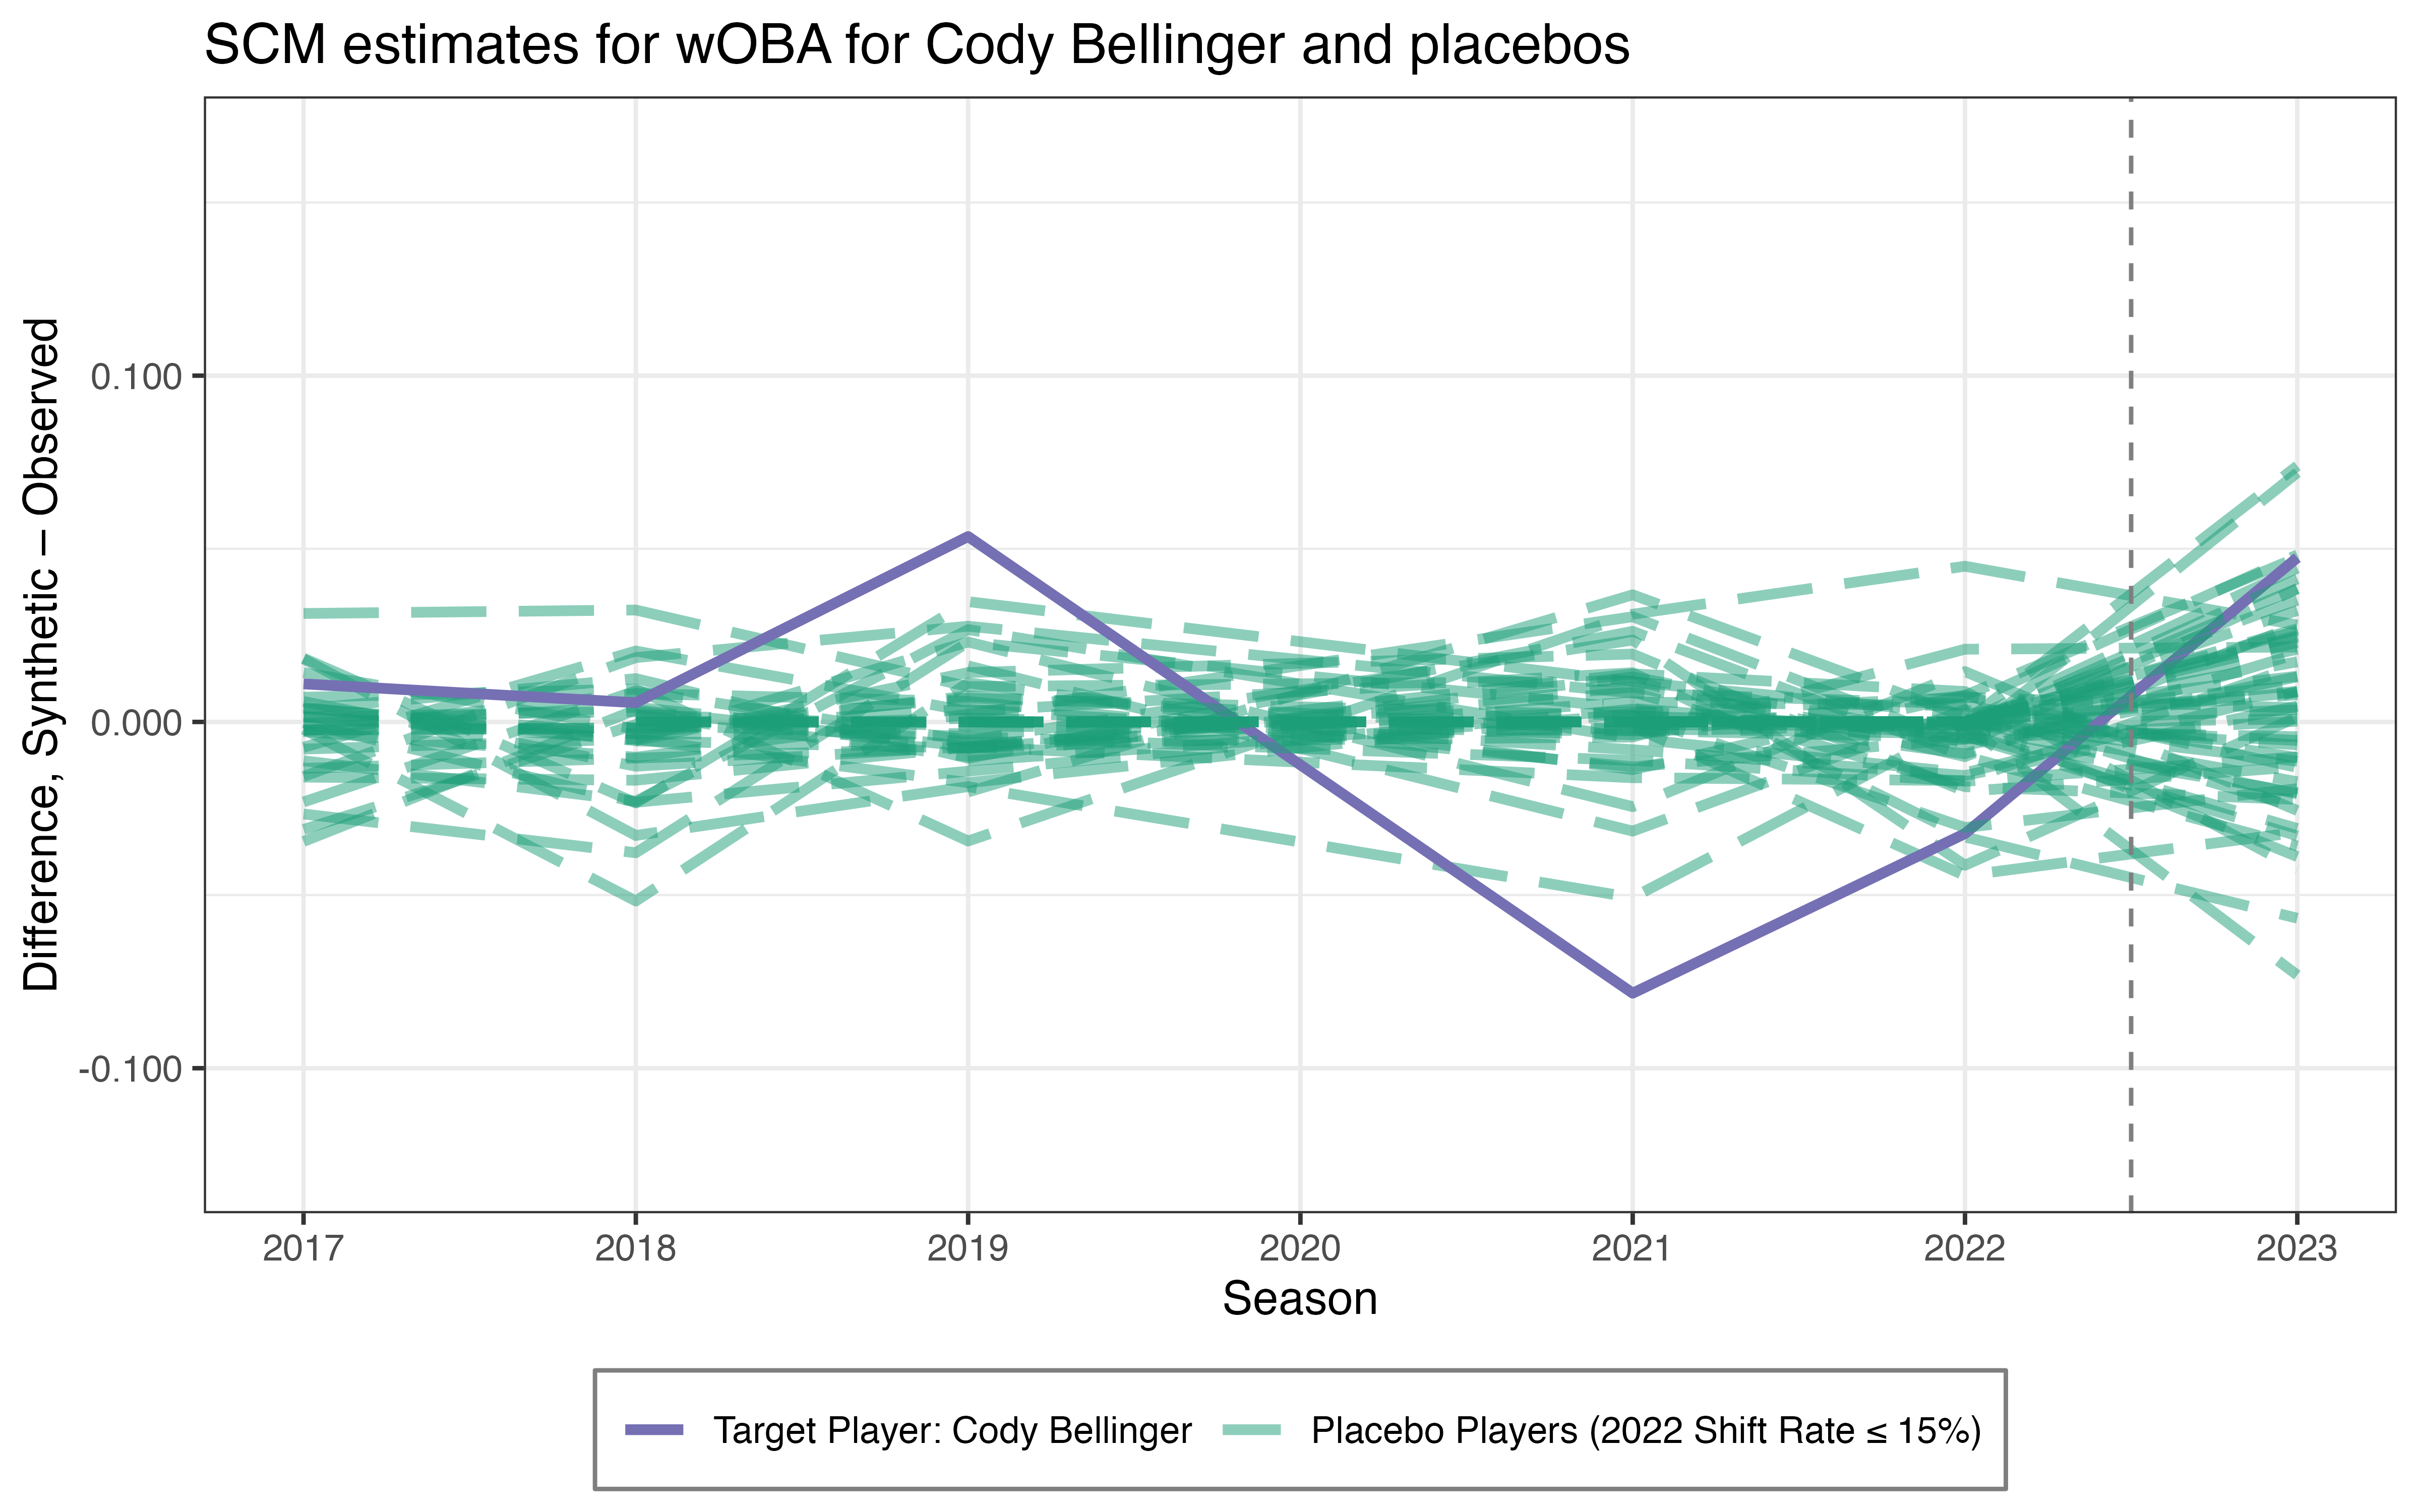 SCM estimates for wOBA for Cody Bellinger and placebos
Difference, Synthetic − Observed
0.100
0.000
-0.100
2017 2018 2019 2020 2021 2022 2023
Season
Target Player: Cody Bellinger Placebo Players (2022 Shift Rate ≤ 15%)